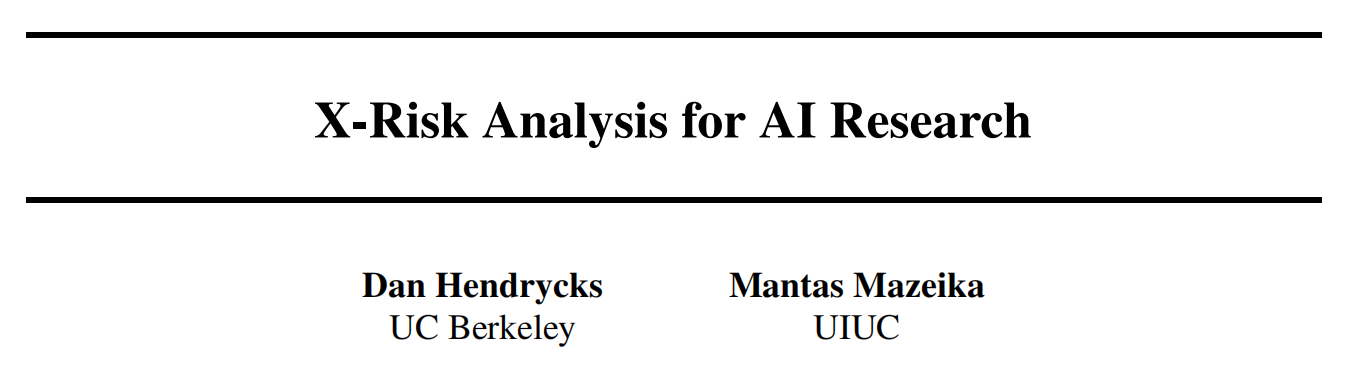 X-Risk Analysis for AI Research
Dan Hendrycks Mantas Mazeika
UC Berkeley UIUC